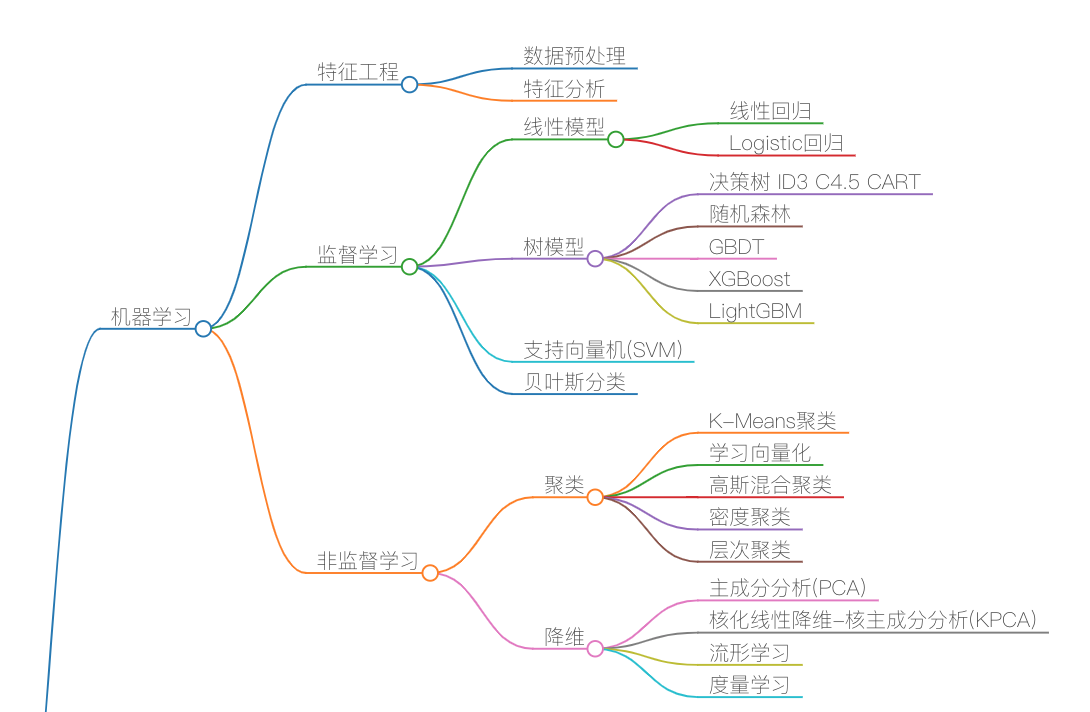 数据预处理
特征工程
特征分析
线性回归
线性模型
Logistic回归
决策树 ID3 C4.5 CART
随机森林
树模型
GBDT
监督学习
XGBoost
LightGBM
机器学习
支持向量机(SVM)
贝叶斯分类
K-Means聚类
学习向量化
聚类
高斯混合聚类
密度聚类
层次聚类
非监督学习
主成分分析(PCA)
核化线性降维-核主成分分析(KPCA)
降维
流形学习
度量学习